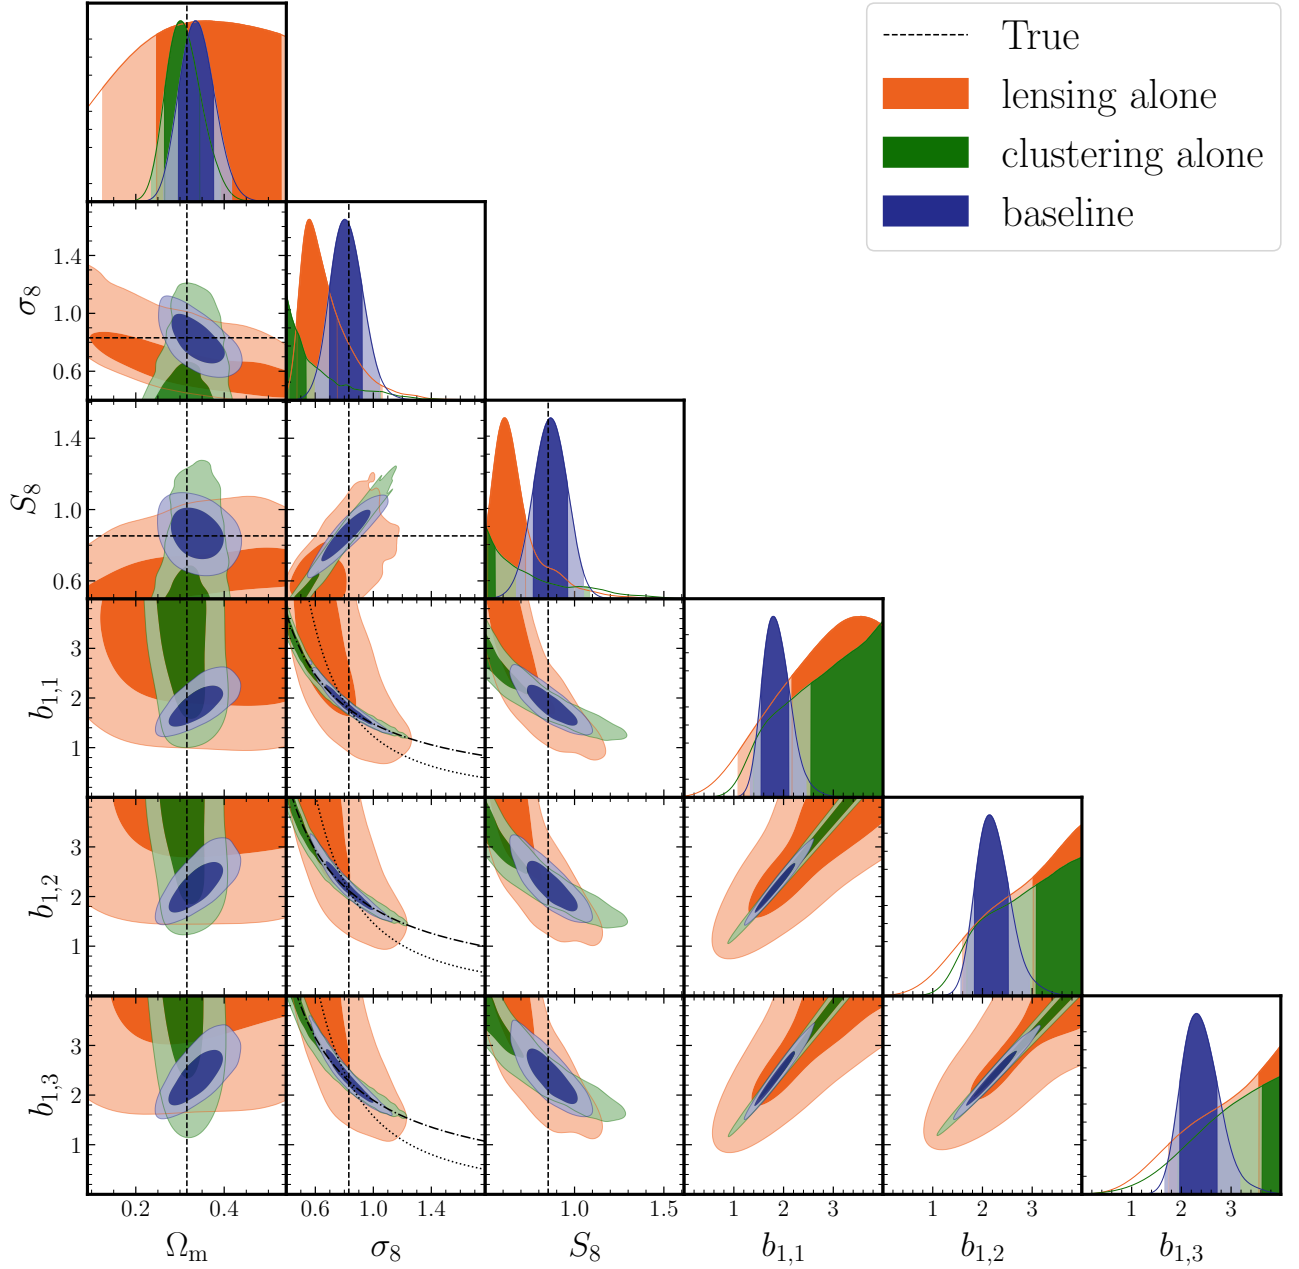 True
lensing alone
clustering alone
baseline
σ₈
1.4
1.0
0.6
S₈
1.4
1.0
0.6
b₁,₁
3
2
1
b₁,₂
3
2
1
b₁,₃
3
2
1
0.2 0.4 0.6 1.0 1.4 1.0 1.5 1 2 3 1 2 3 1 2 3
Ωₘ σ₈ S₈ b₁,₁ b₁,₂ b₁,₃